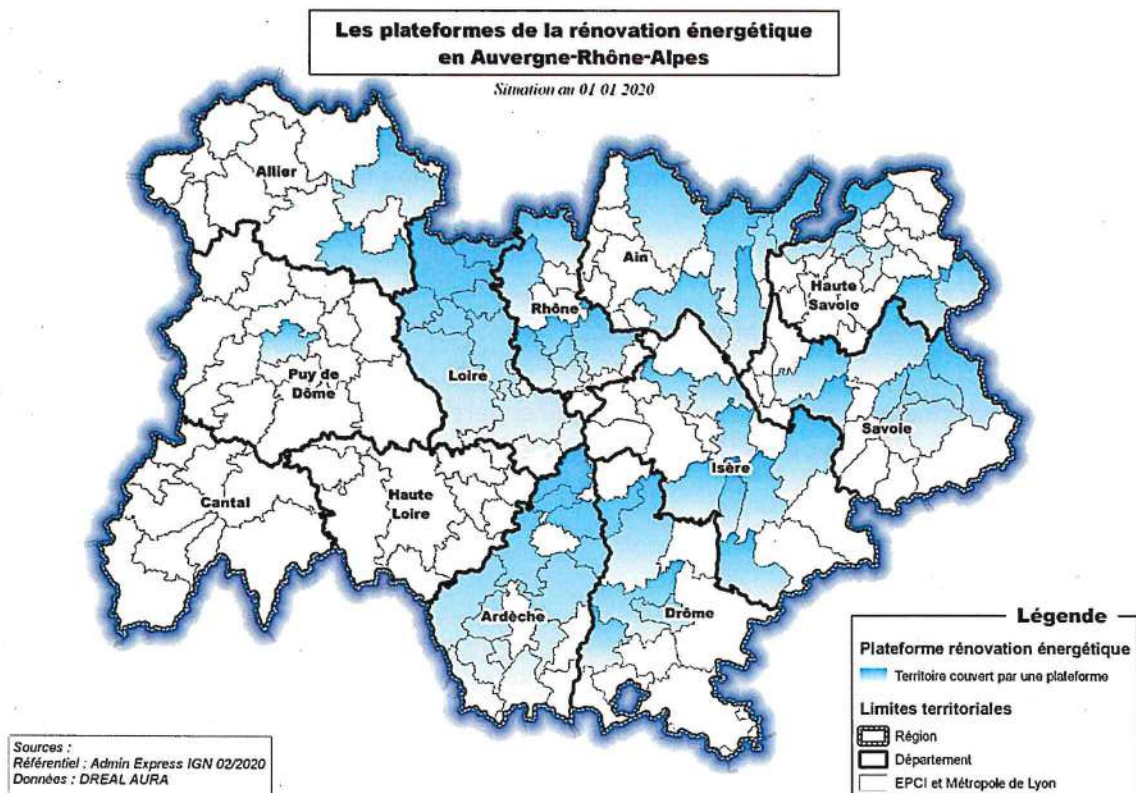 Les plateformes de la rénovation énergétique
en Auvergne-Rhône-Alpes
Situation au 01 01 2020
Allier
Ain
Haute
Savoie
Rhône
Loire
Puy de
Dôme
Savoie
Isère
Cantal
Haute
Loire
Ardèche
Drôme
Légende
Plateforme rénovation énergétique
Territoire couvert par une plateforme
Limites territoriales
Région
Département
EPCI et Métropole de Lyon
Sources :
Référentiel : Admin Express IGN 02/2020
Données : DREAL AURA